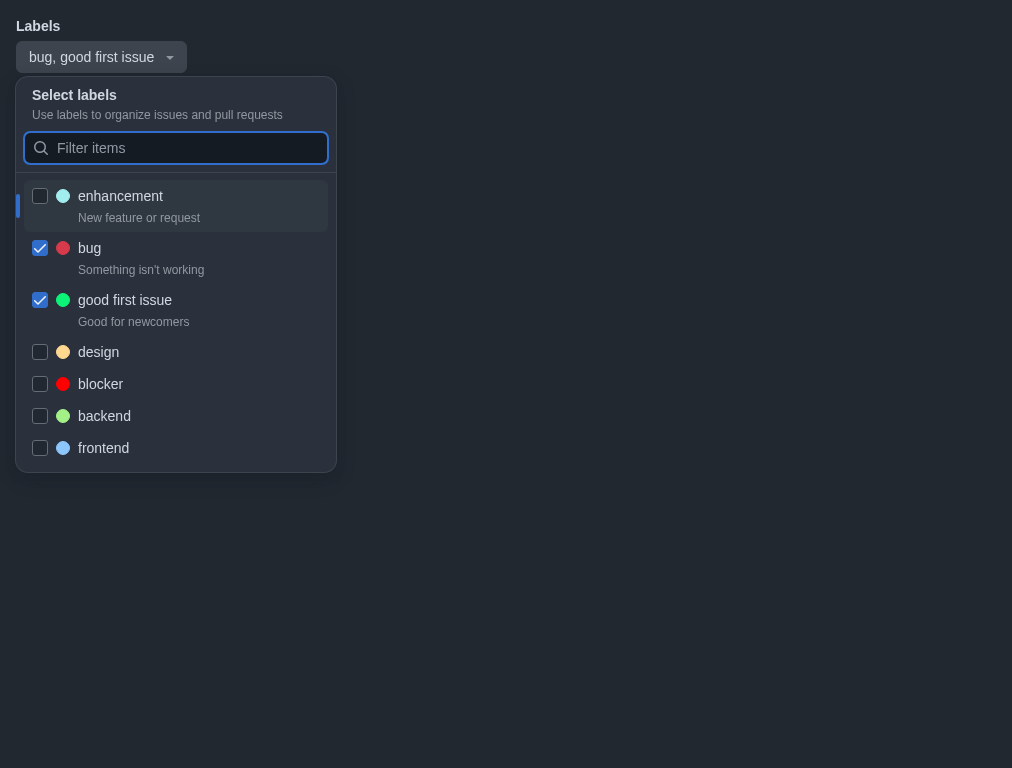 Labels
bug, good first issue
Select labels
Use labels to organize issues and pull requests
Filter items
enhancement
New feature or request
bug
Something isn't working
good first issue
Good for newcomers
design
blocker
backend
frontend